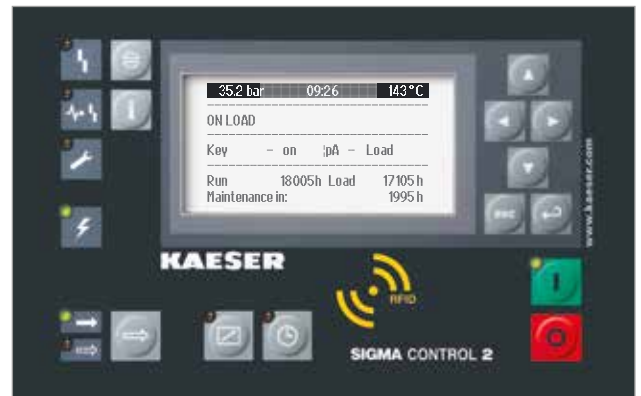 35.2 bar 09:26 143°C
ON LOAD
Key - on ¦pA - Load
Run 18005h Load 17105h
Maintenance in: 1995h
esc
www.kaeser.com
KAESER
RFID
I
O
SIGMA CONTROL 2